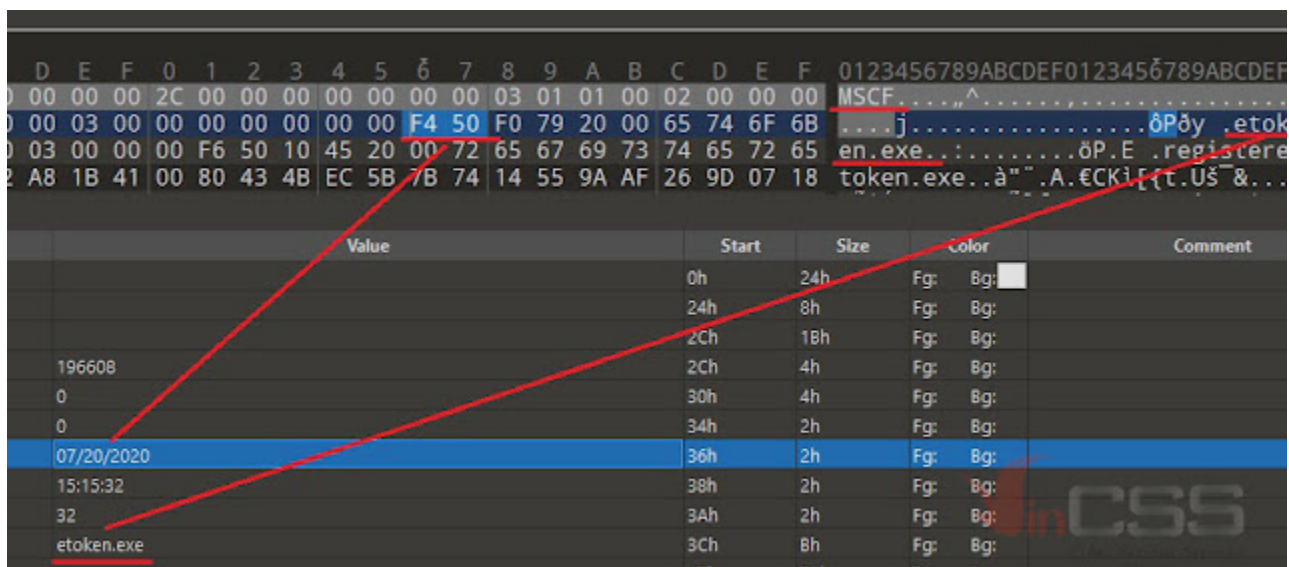 D E F 0 1 2 3 4 5 6 7 8 9 A B C D E F 0123456789ABCDEF0123456789ABCDEF
00 00 00 2C 00 00 00 00 00 00 00 03 01 01 00 02 00 00 00 MSCF....„^......,...............
00 03 00 00 00 00 00 00 00 F4 50 F0 79 20 00 65 74 6F 6B ....j.................ôPðy .etok
03 00 00 00 F6 50 10 45 20 00 72 65 67 69 73 74 65 72 65 en.exe..:........öP.E .registere
A8 1B 41 00 80 43 4B EC 5B 7B 74 14 55 9A AF 26 9D 07 18 token.exe..à"¨.A.€CKì[{t.Uš¯&...
Value Start Size Color Comment
0h 24h Fg: Bg:
24h 8h Fg: Bg:
2Ch 1Bh Fg: Bg:
196608 2Ch 4h Fg: Bg:
0 30h 4h Fg: Bg:
0 34h 2h Fg: Bg:
07/20/2020 36h 2h Fg: Bg:
15:15:32 38h 2h Fg: Bg:
32 3Ah 2h Fg: Bg:
etoken.exe 3Ch Bh Fg: Bg:
inCSS